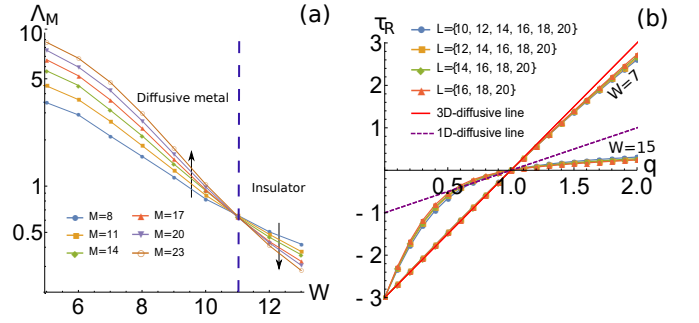 Λ_M
(a)
10
5
1
0.5
Diffusive metal
Insulator
M=8
M=17
M=11
M=20
M=14
M=23
6
8
10
12
W
τ_R
(b)
3
2
1
- 1
- 2
- 3
L={10, 12, 14, 16, 18, 20}
L={12, 14, 16, 18, 20}
L={14, 16, 18, 20}
L={16, 18, 20}
3D-diffusive line
1D-diffusive line
W=7
W=15
q
0.5
1.0
1.5
2.0